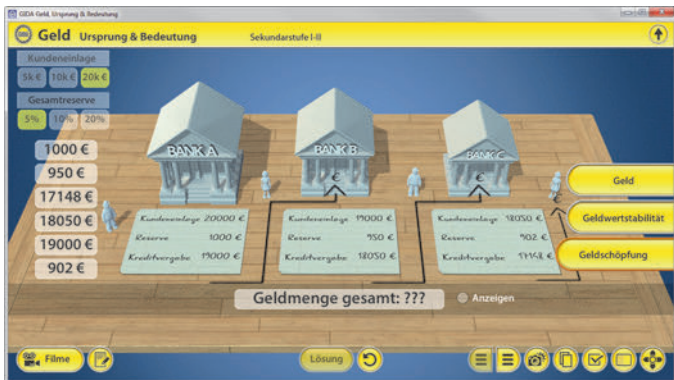 GIDA Geld, Ursprung & Bedeutung
Geld Ursprung & Bedeutung Sekundarstufe I-II
Kundeneinlage
5k € 10k € 20k €
Gesamtreserve
5% 10% 20%
1000 €
950 €
17148 €
18050 €
19000 €
902 €
BANK A
Kundeneinlage 20000 €
Reserve 1000 €
Kreditvergabe 19000 €
BANK B
€
Kundeneinlage 19000 €
Reserve 950 €
Kreditvergabe 18050 €
BANK C
€
Kundeneinlage 18050 €
Reserve 902 €
Kreditvergabe 17148 €
Geld
Geldwertstabilität
Geldschöpfung
Geldmenge gesamt: ???
Anzeigen
Filme
Lösung